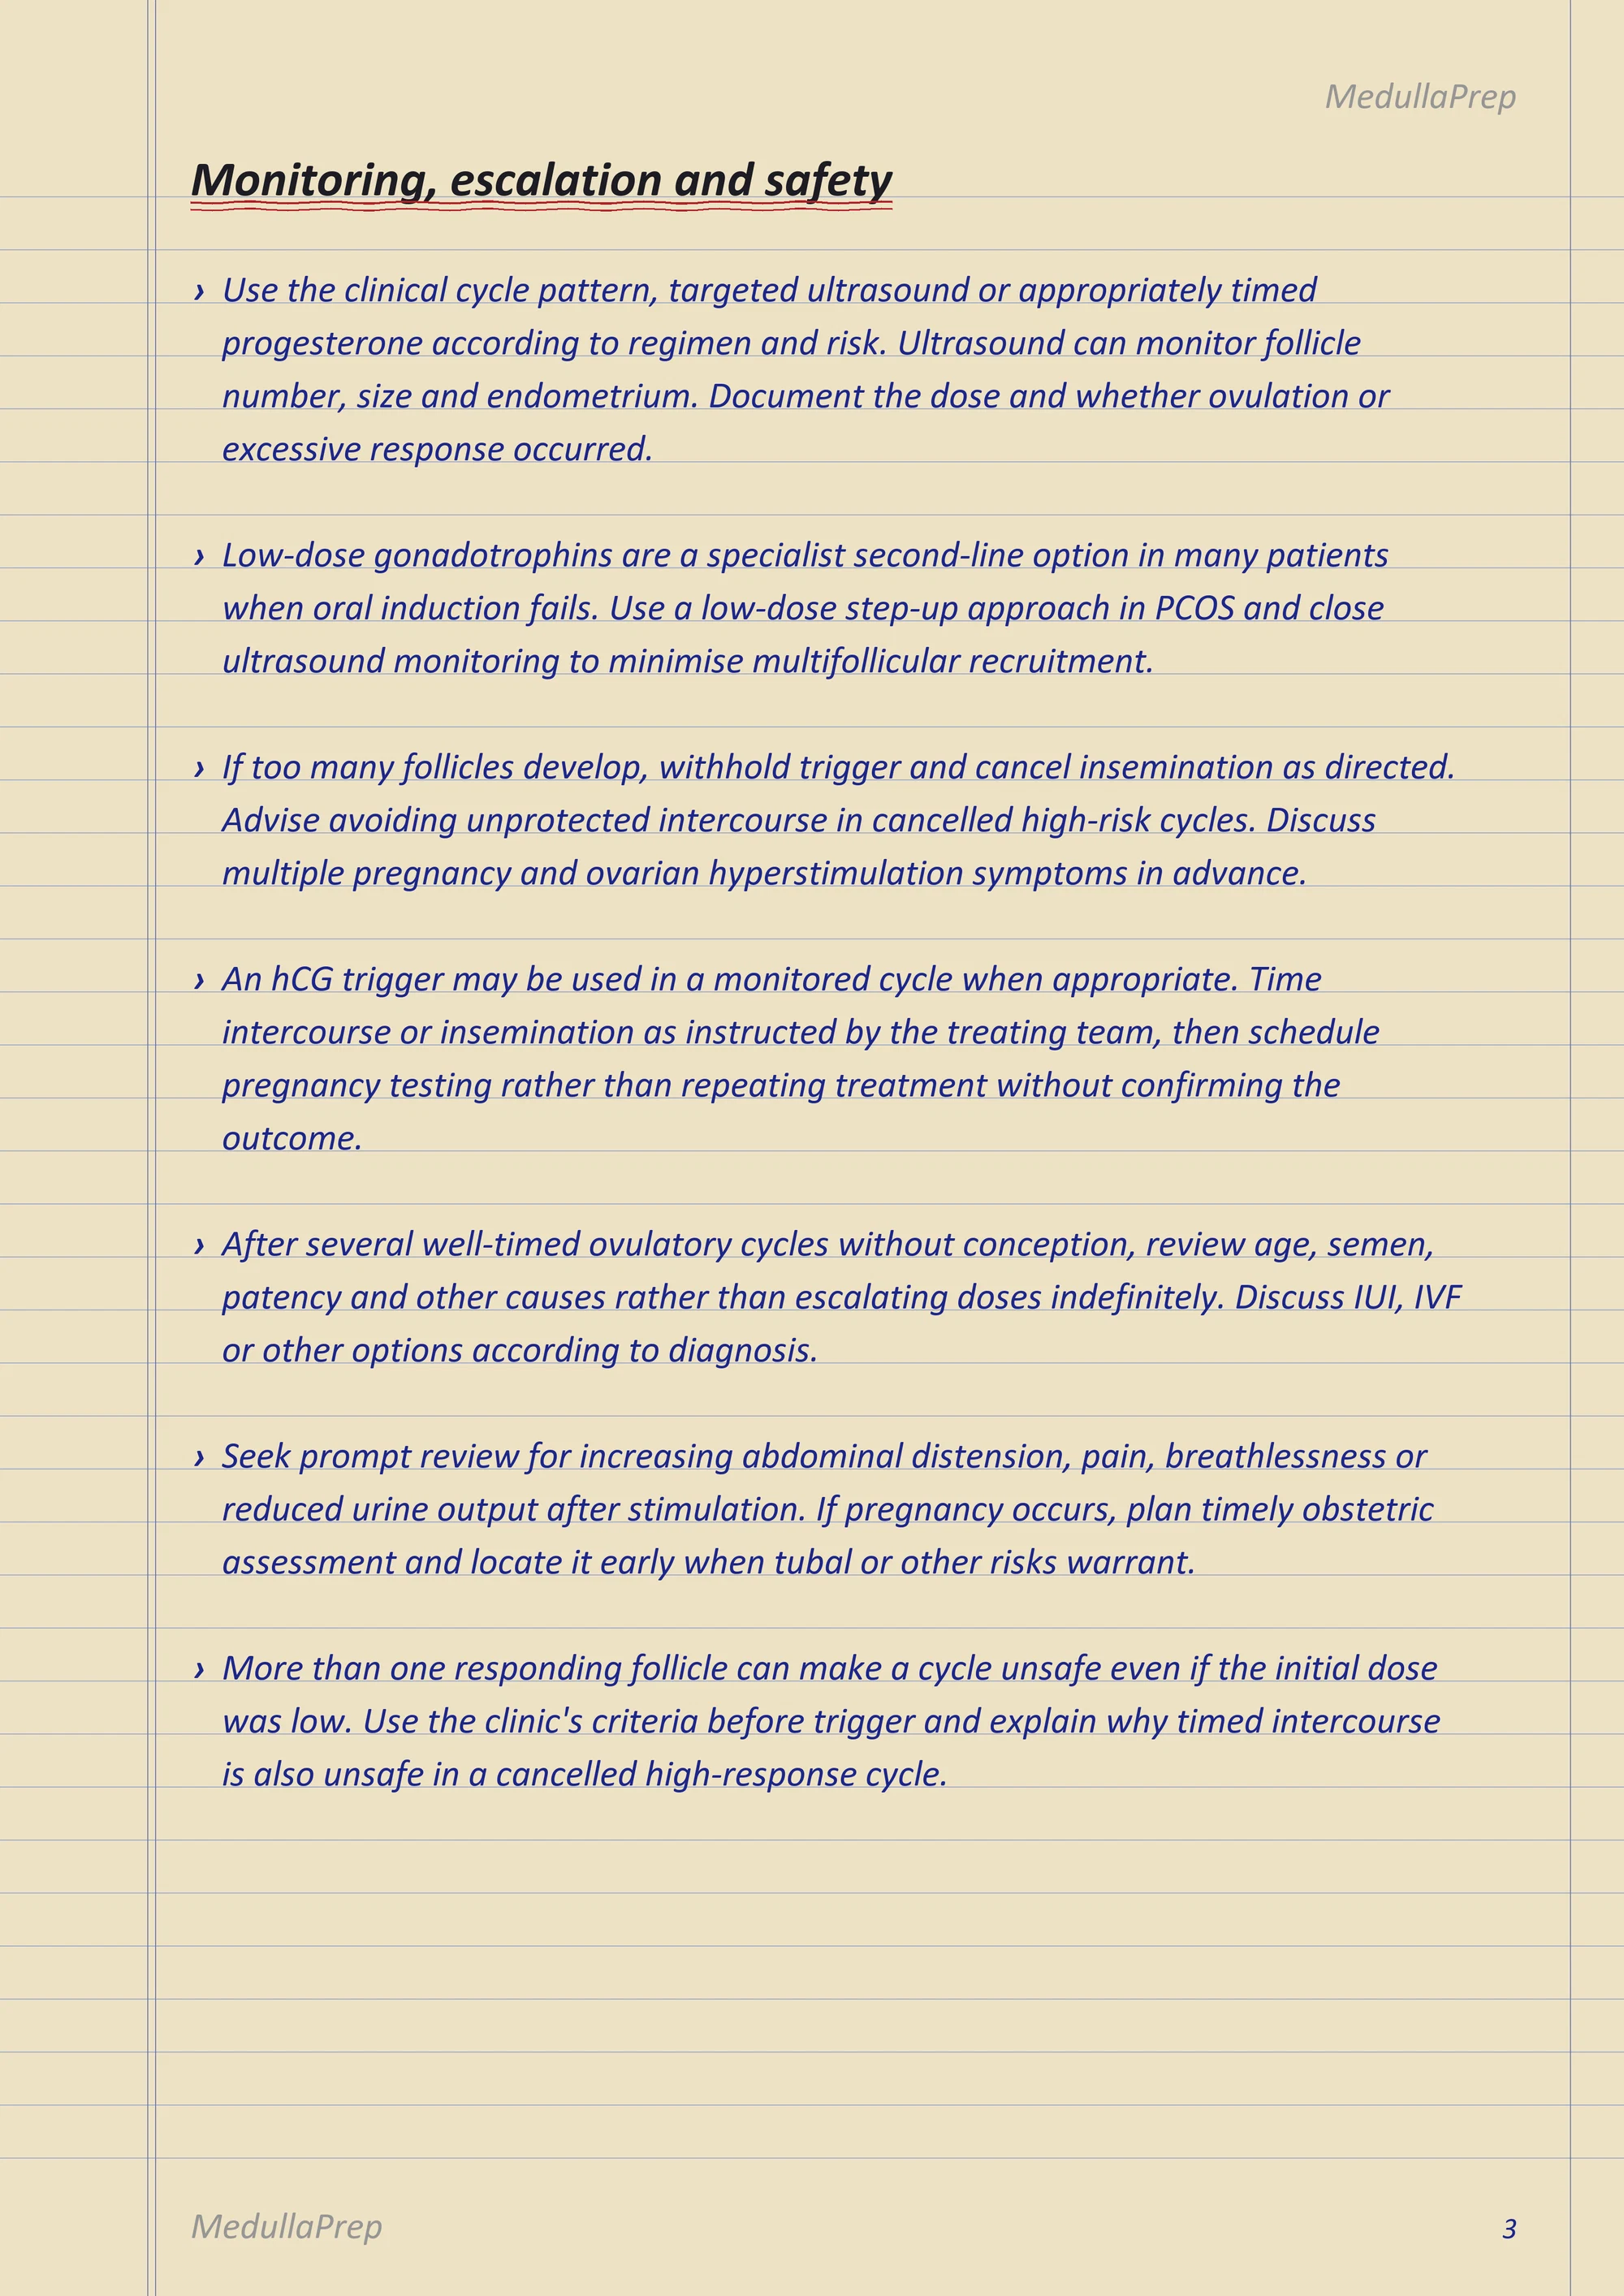 MedullaPrep
Monitoring, escalation and safety
› Use the clinical cycle pattern, targeted ultrasound or appropriately timed
progesterone according to regimen and risk. Ultrasound can monitor follicle
number, size and endometrium. Document the dose and whether ovulation or
excessive response occurred.
› Low-dose gonadotrophins are a specialist second-line option in many patients
when oral induction fails. Use a low-dose step-up approach in PCOS and close
ultrasound monitoring to minimise multifollicular recruitment.
› If too many follicles develop, withhold trigger and cancel insemination as directed.
Advise avoiding unprotected intercourse in cancelled high-risk cycles. Discuss
multiple pregnancy and ovarian hyperstimulation symptoms in advance.
› An hCG trigger may be used in a monitored cycle when appropriate. Time
intercourse or insemination as instructed by the treating team, then schedule
pregnancy testing rather than repeating treatment without confirming the
outcome.
› After several well-timed ovulatory cycles without conception, review age, semen,
patency and other causes rather than escalating doses indefinitely. Discuss IUI, IVF
or other options according to diagnosis.
› Seek prompt review for increasing abdominal distension, pain, breathlessness or
reduced urine output after stimulation. If pregnancy occurs, plan timely obstetric
assessment and locate it early when tubal or other risks warrant.
› More than one responding follicle can make a cycle unsafe even if the initial dose
was low. Use the clinic's criteria before trigger and explain why timed intercourse
is also unsafe in a cancelled high-response cycle.
MedullaPrep
3